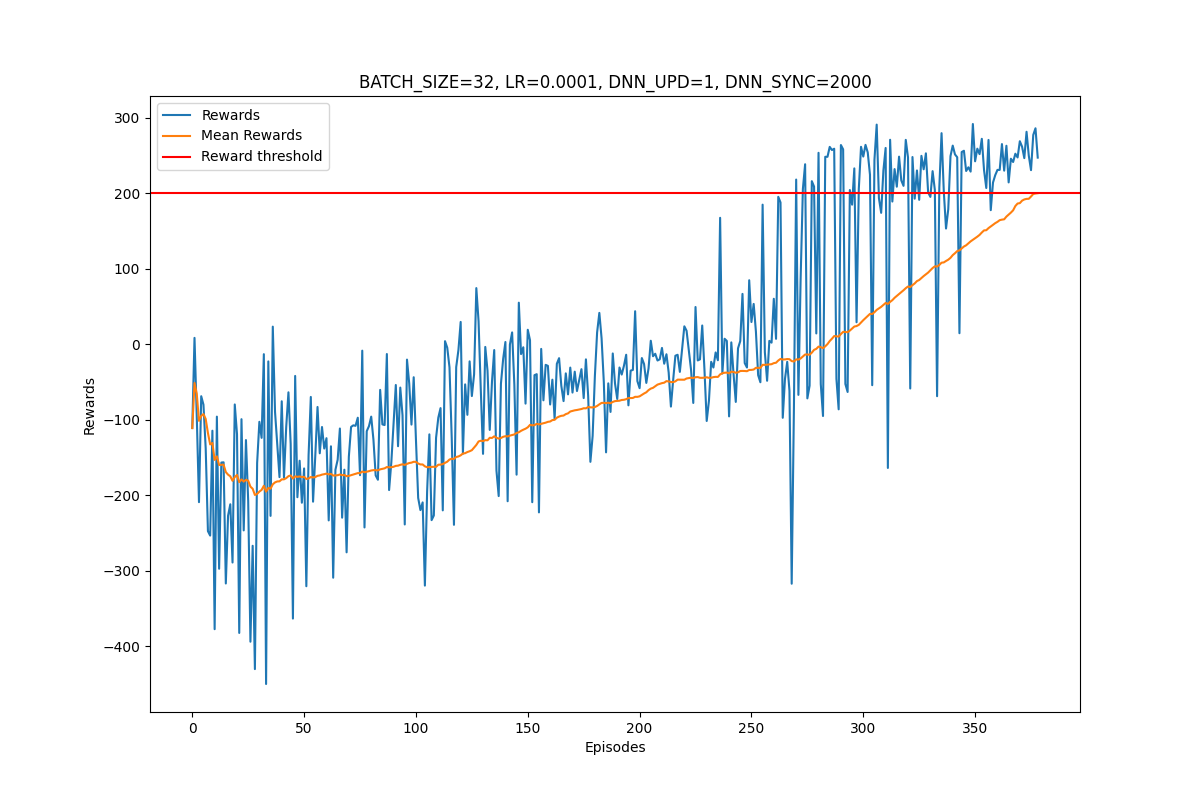 BATCH_SIZE=32, LR=0.0001, DNN_UPD=1, DNN_SYNC=2000
Rewards
Mean Rewards
Reward threshold
300
200
100
0
−100
−200
−300
−400
Rewards
0 50 100 150 200 250 300 350
Episodes